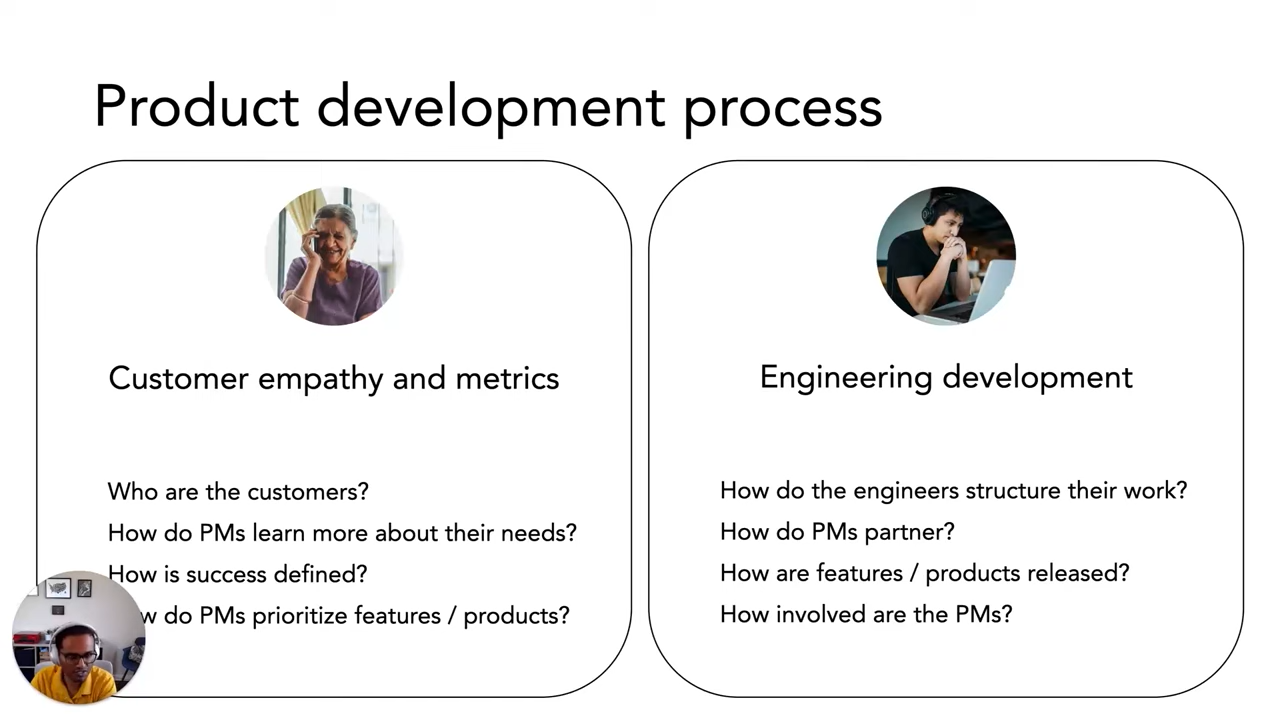 Product development process
Customer empathy and metrics
Who are the customers?
How do PMs learn more about their needs?
How is success defined?
do PMs prioritize features / products?
Engineering development
How do the engineers structure their work?
How do PMs partner?
How are features / products released?
How involved are the PMs?